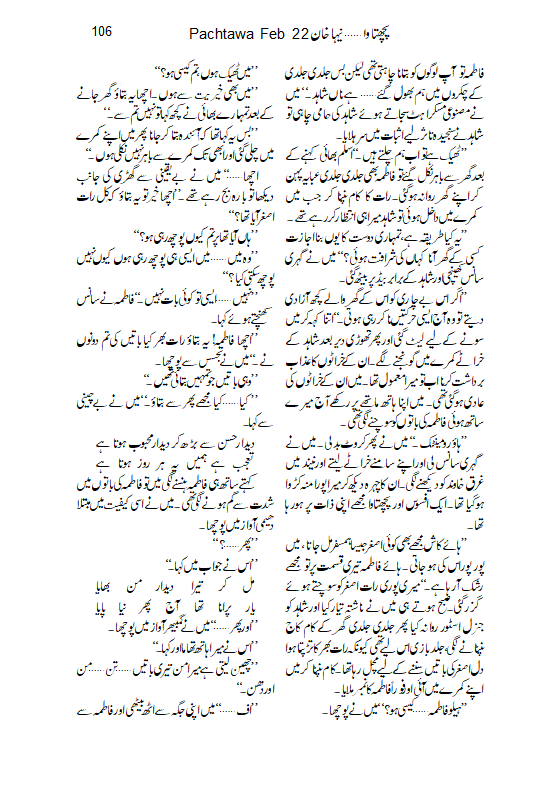 106
پچھتاوا......نیہا خان Pachtawa Feb 22
فاطمہ تو آپ لوگوں کو بتانا چاہتی تھی لیکن بس جلدی جلدی
کے چکروں میں ہم بھول گئے......ہے ناں شاہد۔“ میں
نے مصنوعی مسکراہٹ سجاتے ہوئے شاہد کی حامی چاہی تو
شاہد نے سنجیدہ تاثر لیے اثبات میں سر ہلایا۔
”ٹھیک ہے تو اب ہم چلتے ہیں۔“ اسلم بھائی کہنے کے
بعد گھر سے باہر نکل گئے تو فاطمہ بھی جلدی جلدی عبایہ پہن
کر اپنے گھر روانہ ہوگئی۔ رات کا کام نپٹا کر جب میں
کمرے میں داخل ہوئی تو شاہد میرا ہی انتظار کررہے تھے۔
”یہ کیا طریقہ ہے، تمہاری دوست کا یوں بنا اجازت
کسی کے گھر آنا کہاں کی شرافت ہوئی؟“ میں نے گہری
سانس کھینچی اور شاہد کے برابر بیڈ پر بیٹھ گئی۔
”اگر اس بے چاری کو اس کے گھر والے کچھ آزادی
دیتے تو وہ آج ایسی حرکتیں نا کررہی ہوتی۔“ اتنا کہہ کر میں
سونے کے لیے لیٹ گئی اور پھر تھوڑی دیر بعد شاہد کے
خراٹے کمرے میں گونجنے لگے۔ ان کے خراٹوں کا عذاب
برداشت کرنا اب تو میرا معمول تھا۔ میں ان کے خراٹوں کی
عادی ہوگئی تھی۔ میں اپنا ہاتھ ماتھے پر رکھے آج میرے
ساتھ ہوئی فاطمہ کی باتوں کو سوچنے لگی تھی۔
”ہاؤ رومینٹک۔“ میں نے پھر کروٹ بدلی۔ میں نے
گہری سانس لی اور اپنے سامنے خراٹے لیتے اور نیند میں
غرق خاوند کو دیکھنے لگی۔ ان کا چہرہ دیکھ کر میرا پورا منہ کڑوا
ہوگیا تھا۔ ایک افسوس اور پچھتاوا مجھے اپنی ذات پر ہورہا
تھا۔
”ہائے کاش مجھے بھی کوئی اصغر جیسا ہمسفر مل جاتا، میں
پور پور اس کی ہو جاتی۔ ہائے فاطمہ تیری قسمت پر تو مجھے
رشک آرہا ہے۔“ میری پوری رات اصغر کو سوچتے ہوئے
گزر گئی۔ صبح ہوتے ہی میں نے ناشتہ تیار کیا اور شاہد کو
جنرل اسٹور روانہ کیا پھر جلدی جلدی گھر کے کام کاج
نپٹانے لگی، جلد بازی اس لیے تھی کیونکہ رات بھر کا تڑپتا ہوا
دل اصغر کی باتیں سننے کے لیے مچل رہا تھا۔ کام نپٹا کر میں
اپنے کمرے میں آئی اور فوراً فاطمہ کا نمبر ملایا۔
”ہیلو فاطمہ......کیسی ہو؟“ میں نے پوچھا۔
”میں ٹھیک ہوں، تم کیسی ہو؟“
”میں بھی خیریت سے ہوں۔ اچھا یہ بتاؤ گھر جانے
کے بعد تمہارے بھائی نے کچھ کہا تو نہیں تم سے۔“
”بس یہ کہا تھا کہ آئندہ بتا کر جانا پھر میں اپنے کمرے
میں چلی گئی اور ابھی تک کمرے سے باہر نہیں نکلی ہوں۔“
”اچھا......“ میں نے بے یقینی سے گھڑی کی جانب
دیکھا تو بارہ بج رہے تھے۔ ”اچھا خیر تو یہ بتاؤ کہ کل رات
اصغر آیا تھا؟“
”ہاں آیا تھا پر تم کیوں پوچھ رہی ہو؟“
”وہ میں......میں ایسی ہی پوچھ رہی ہوں کیوں نہیں
پوچھ سکتی کیا؟“
”نہیں......ایسی تو کوئی بات نہیں۔“ فاطمہ نے سانس
کھینچتے ہوئے کہا۔
”اچھا فاطمہ! یہ بتاؤ رات بھر کیا باتیں کی تم دونوں
نے۔“ میں نے تجسس سے پوچھا۔
”وہی باتیں جو تمہیں بتائی تھیں۔“
”کیا......کیا مجھے پھر سے بتاؤ۔“ میں نے بے چینی
سے کہا۔
دیدار حسن سے بڑھ کر دیدار محبوب ہوتا ہے
تعجب ہے ہمیں یہ ہر روز ہوتا ہے
کہتے ساتھ ہی فاطمہ ہنسنے لگی میں تو فاطمہ کی باتوں میں
شدت سے گم ہونے لگی تھی۔ میں نے اسی کیفیت میں مبتلا
دھیمی آواز میں پوچھا۔
”پھر......؟“
”اس نے جواب میں کہا۔“
مل کر تیرا دیدار من بھایا
یار پرانا تھا آج پھر نیا پایا
”اور پھر......“ میں نے گمبھیر آواز میں پوچھا۔
”اس نے میرا ہاتھ تھاما اور کہا۔“
”چھین لیتی ہے میرا من تیری باتیں......تن......من
اور دھن۔“
”اف......“ میں اپنی جگہ سے اٹھ بیٹھی اور فاطمہ سے